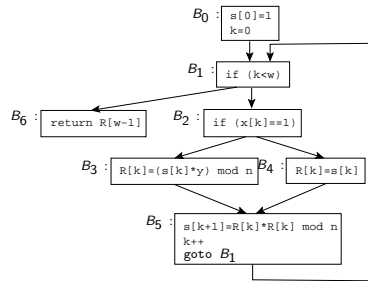 B0 : s[0]=1
k=0
B1 : if (k<w)
B6 : return R[w-1]
B2 : if (x[k]==1)
B3 : R[k]=(s[k]*y) mod n
B4 : R[k]=s[k]
B5 : s[k+1]=R[k]*R[k] mod n
k++
goto B1